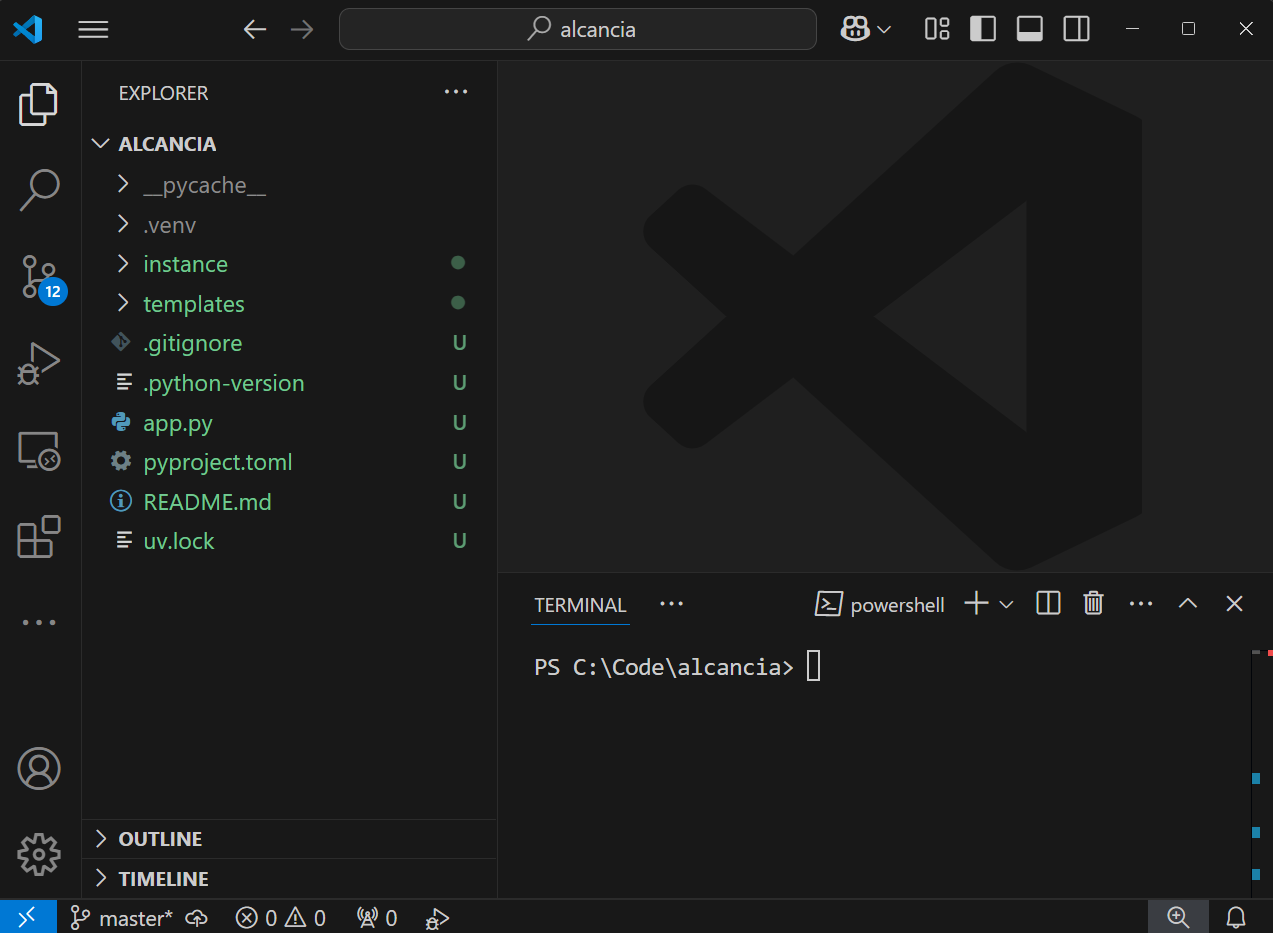 alcancia
EXPLORER
ALCANCIA
__pycache__
.venv
instance
templates
.gitignore U
.python-version U
app.py U
pyproject.toml U
README.md U
uv.lock U
12
TERMINAL
powershell
PS C:\Code\alcancia>
OUTLINE
TIMELINE
master* 0 0 0